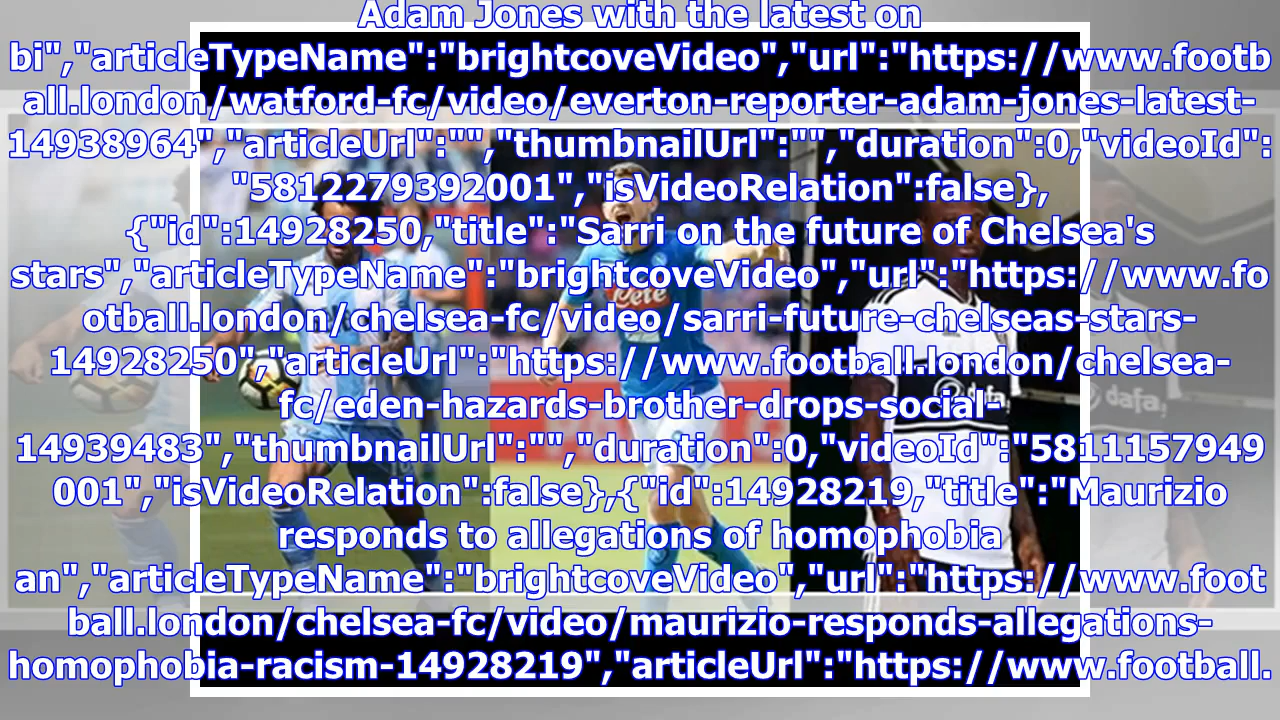 Adam Jones with the latest on
bi","articleTypeName":"brightcoveVideo","url":"https://www.footb
all.london/watford-fc/video/everton-reporter-adam-jones-latest-
14938964","articleUrl":"","thumbnailUrl":"","duration":0,"videoId":
"5812279392001","isVideoRelation":false},
{"id":14928250,"title":"Sarri on the future of Chelsea's
stars","articleTypeName":"brightcoveVideo","url":"https://www.fo
otball.london/chelsea-fc/video/sarri-future-chelseas-stars-
14928250","articleUrl":"https://www.football.london/chelsea-
fc/eden-hazards-brother-drops-social-
14939483","thumbnailUrl":"","duration":0,"videoId":"5811157949
001","isVideoRelation":false},{"id":14928219,"title":"Maurizio
responds to allegations of homophobia
an","articleTypeName":"brightcoveVideo","url":"https://www.foot
ball.london/chelsea-fc/video/maurizio-responds-allegations-
homophobia-racism-14928219","articleUrl":"https://www.football.
Lete
dafa
dafa